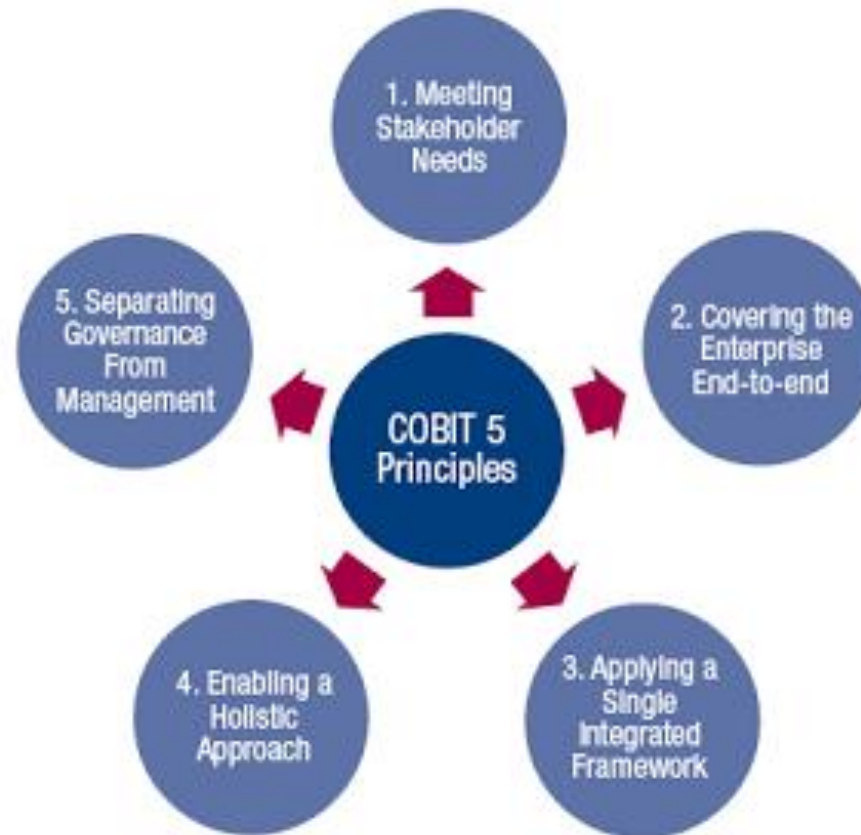 1. Meeting
Stakeholder
Needs
2. Covering the
Enterprise
End-to-end
3. Applying a
Single
Integrated
Framework
4. Enabling a
Holistic
Approach
5. Separating
Governance
From
Management
COBIT 5
Principles